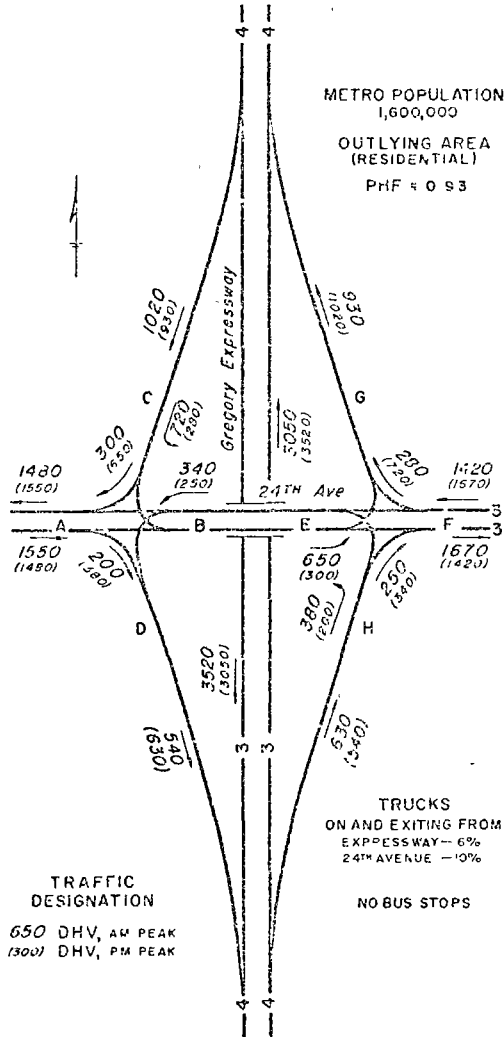 4 4
METRO POPULATION
1,600,000
OUTLYING AREA
(RESIDENTIAL)
PHF = 0.93
1020
(930)
Gregory Expressway
930
(1020)
C
G
720
(280)
3050
(3520)
300
(650)
340
(250)
280
(720)
1480
(1550)
24TH Ave
1420
(1670)
3
A B E F
3
1550
(1480)
200
(380)
650
(300)
250
(340)
1670
(1420)
380
(200)
D
H
3520
(3050)
540
(630)
3 3
630
(540)
TRUCKS
ON AND EXITING FROM
EXPRESSWAY - 6%
24TH AVENUE - 10%
NO BUS STOPS
TRAFFIC
DESIGNATION
650 DHV, AM PEAK
(300) DHV, PM PEAK
4 4